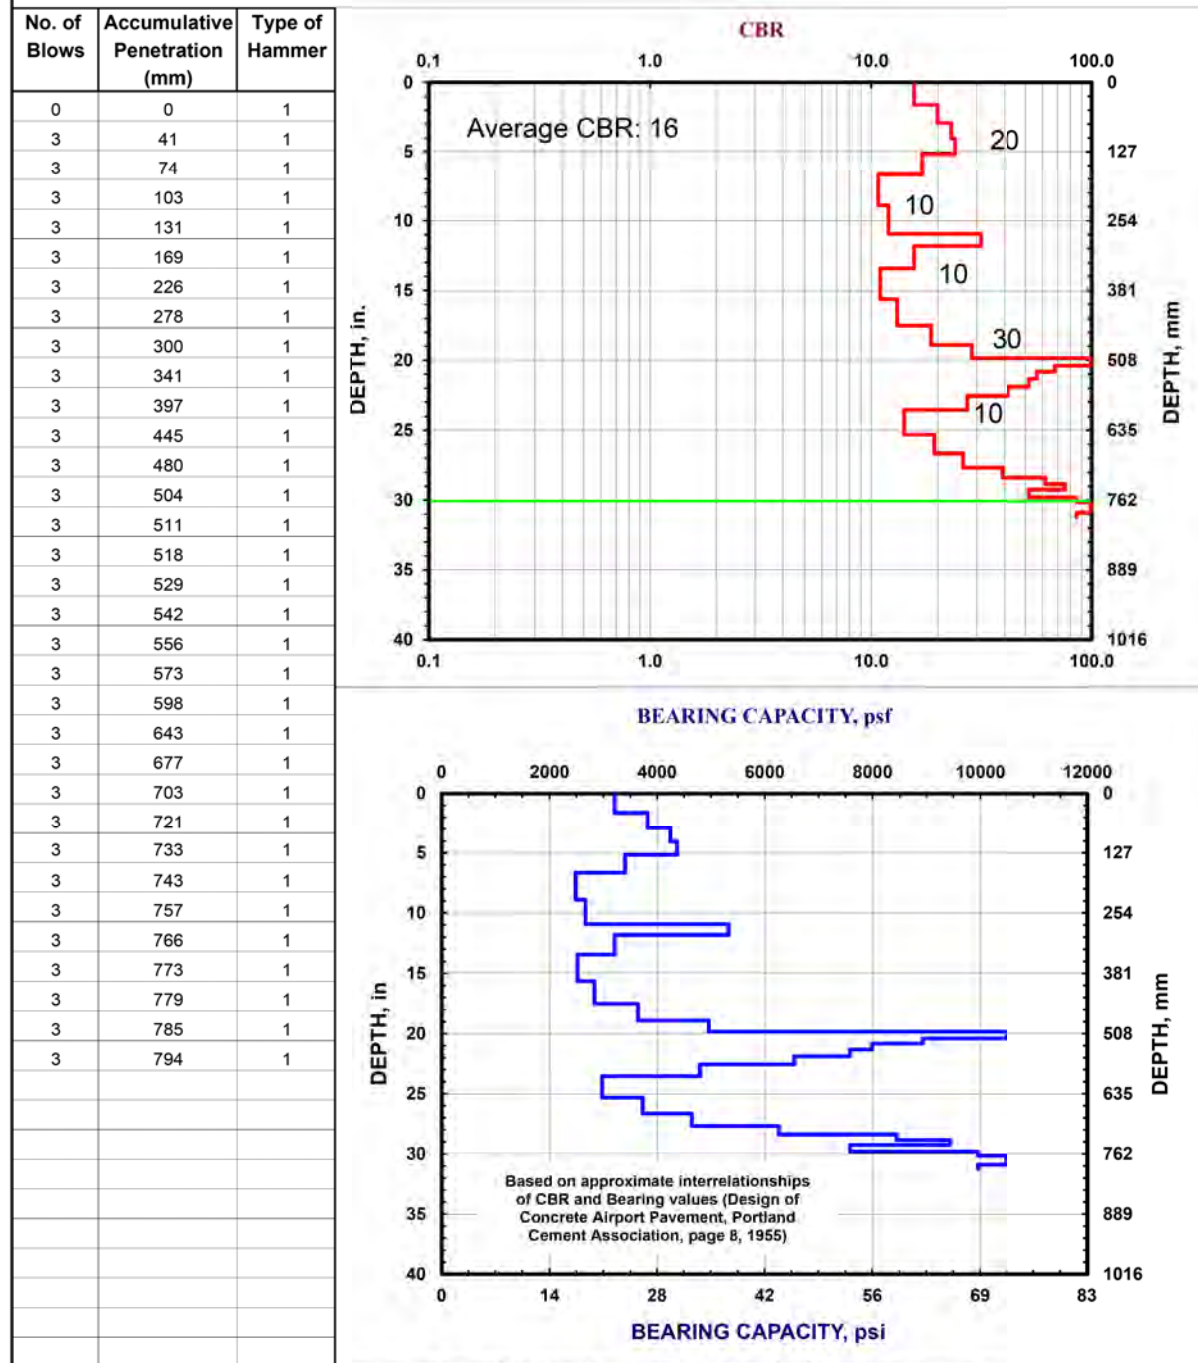 No. of Blows Accumulative Penetration (mm) Type of Hammer
0 0 1
3 41 1
3 74 1
3 103 1
3 131 1
3 169 1
3 226 1
3 278 1
3 300 1
3 341 1
3 397 1
3 445 1
3 480 1
3 504 1
3 511 1
3 518 1
3 529 1
3 542 1
3 556 1
3 573 1
3 598 1
3 643 1
3 677 1
3 703 1
3 721 1
3 733 1
3 743 1
3 757 1
3 766 1
3 773 1
3 779 1
3 785 1
3 794 1
CBR
0.1 1.0 10.0 100.0
0 0
Average CBR: 16
20
5 127
10
10 254
10
15 381
30
20 508
10
25 635
30 762
35 889
40 1016
0.1 1.0 10.0 100.0
DEPTH, in.
DEPTH, mm
BEARING CAPACITY, psf
0 2000 4000 6000 8000 10000 12000
0 0
5 127
10 254
15 381
20 508
25 635
30 762
35 889
40 1016
DEPTH, in
DEPTH, mm
Based on approximate interrelationships
of CBR and Bearing values (Design of
Concrete Airport Pavement, Portland
Cement Association, page 8, 1955)
0 14 28 42 56 69 83
BEARING CAPACITY, psi